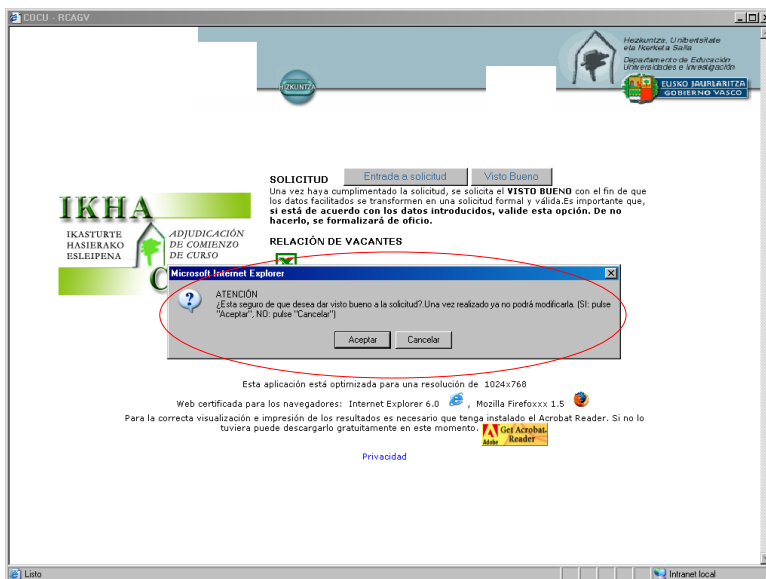 COCU - RCAGV
Hezkuntza, Unibertsitate
eta Ikerketa Saila
Departamento de Educación
Universidades e Investigación
HIZKUNTZA
EUSKO JAURLARITZA
GOBIERNO VASCO
SOLICITUD
Entrada a solicitud
Visto Bueno
Una vez haya cumplimentado la solicitud, se solicita el VISTO BUENO con el fin de que
los datos facilitados se transformen en una solicitud formal y válida.Es importante que,
si está de acuerdo con los datos introducidos, valide esta opción. De no
hacerlo, se formalizará de oficio.
RELACIÓN DE VACANTES
IKHA
IKASTURTE
HASIERAKO
ESLEIPENA
ADJUDICACIÓN
DE COMIENZO
DE CURSO
C
Microsoft Internet Explorer
ATENCIÓN
¿Esta seguro de que desea dar visto bueno a la solicitud?.Una vez realizado ya no podrá modificarla. (SI: pulse
"Aceptar", NO: pulse "Cancelar")
Aceptar
Cancelar
Esta aplicación está optimizada para una resolución de 1024x768
Web certificada para los navegadores: Internet Explorer 6.0 , Mozilla Firefoxxx 1.5
Para la correcta visualización e impresión de los resultados es necesario que tenga instalado el Acrobat Reader. Si no lo
tuviera puede descargarlo gratuitamente en este momento.
Get Acrobat
Adobe Reader
Privacidad
Listo
Intranet local